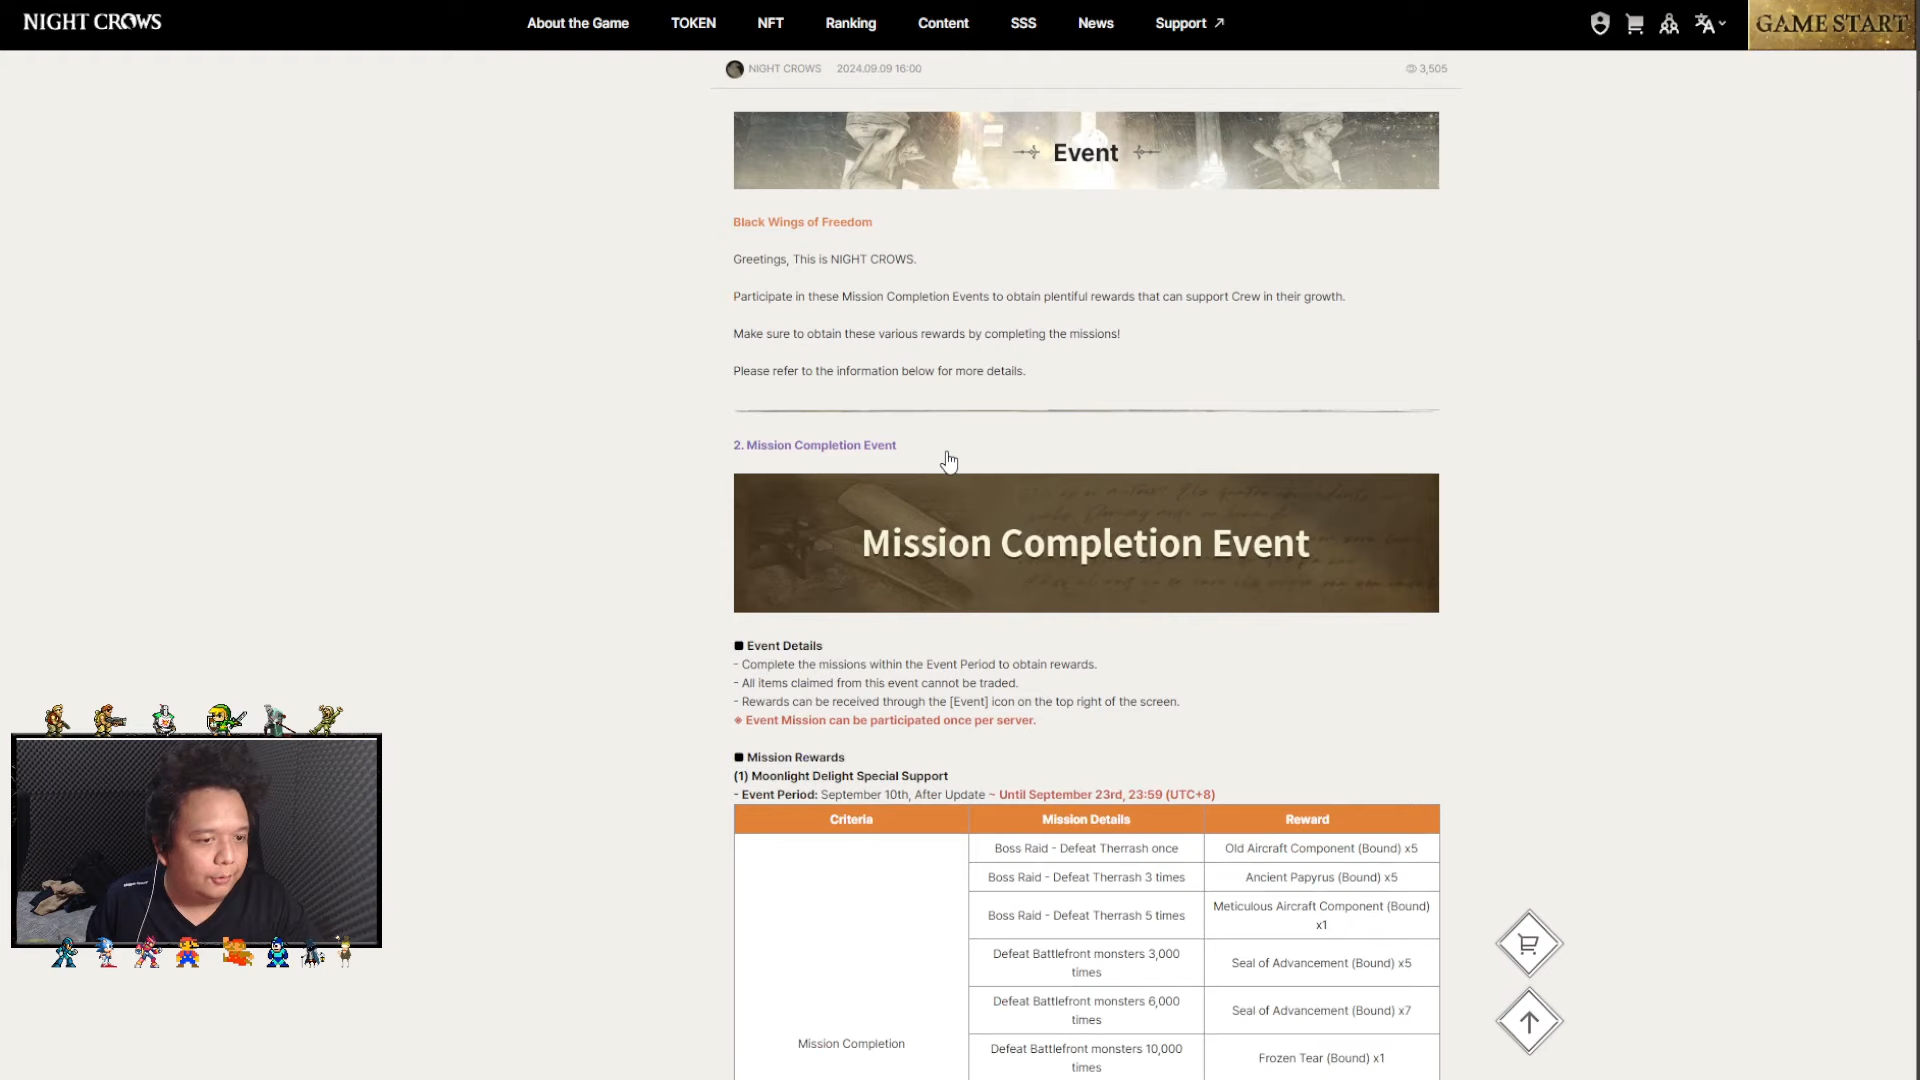 NIGHT CROWS
About the Game
TOKEN
NFT
Ranking
Content
SSS
News
Support
GAME START
NIGHT CROWS 2024.09.09 16:00
3,505
Event
Black Wings of Freedom
Greetings, This is NIGHT CROWS.
Participate in these Mission Completion Events to obtain plentiful rewards that can support Crew in their growth.
Make sure to obtain these various rewards by completing the missions!
Please refer to the information below for more details.
2. Mission Completion Event
Mission Completion Event
■ Event Details
- Complete the missions within the Event Period to obtain rewards.
- All items claimed from this event cannot be traded.
- Rewards can be received through the [Event] icon on the top right of the screen.
※ Event Mission can be participated once per server.
■ Mission Rewards
(1) Moonlight Delight Special Support
- Event Period: September 10th, After Update ~ Until September 23rd, 23:59 (UTC+8)
Criteria
Mission Details
Reward
Boss Raid - Defeat Therrash once
Old Aircraft Component (Bound) x5
Boss Raid - Defeat Therrash 3 times
Ancient Papyrus (Bound) x5
Boss Raid - Defeat Therrash 5 times
Meticulous Aircraft Component (Bound)
x1
Defeat Battlefront monsters 3,000
times
Seal of Advancement (Bound) x5
Defeat Battlefront monsters 6,000
times
Seal of Advancement (Bound) x7
Mission Completion
Defeat Battlefront monsters 10,000
times
Frozen Tear (Bound) x1